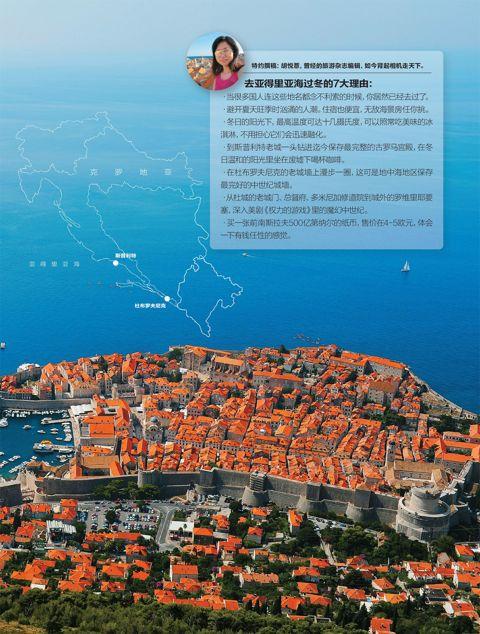 特约撰稿：胡悦葱，曾经的旅游杂志编辑，如今背起相机走天下。
去亚得里亚海过冬的7大理由：
·当很多国人连这些地名都念不利索的时候，你居然已经去过了。
·避开夏天旺季时汹涌的人潮。住宿也便宜，无敌海景房任你挑。
·冬日的阳光下，最高温度可达十几摄氏度，可以照常吃美味的冰
淇淋，不用担心它们会迅速融化。
·到斯普利特老城一头钻进迄今保存最完整的古罗马宫殿，在冬
日温和的阳光里坐在废墟下喝杯咖啡。
·在杜布罗夫尼克的老城墙上漫步一圈，这可是地中海地区保存
最完好的中世纪城墙。
·从杜城的老城门、总督府、多米尼加修道院到城外的罗维里耶要
塞，深入美剧《权力的游戏》里的魔幻中世纪。
·买一张前南斯拉夫500亿第纳尔的纸币，售价在4-5欧元，体会
一下有钱任性的感觉。
克罗地亚
斯普利特
亚得里亚海
杜布罗夫尼克